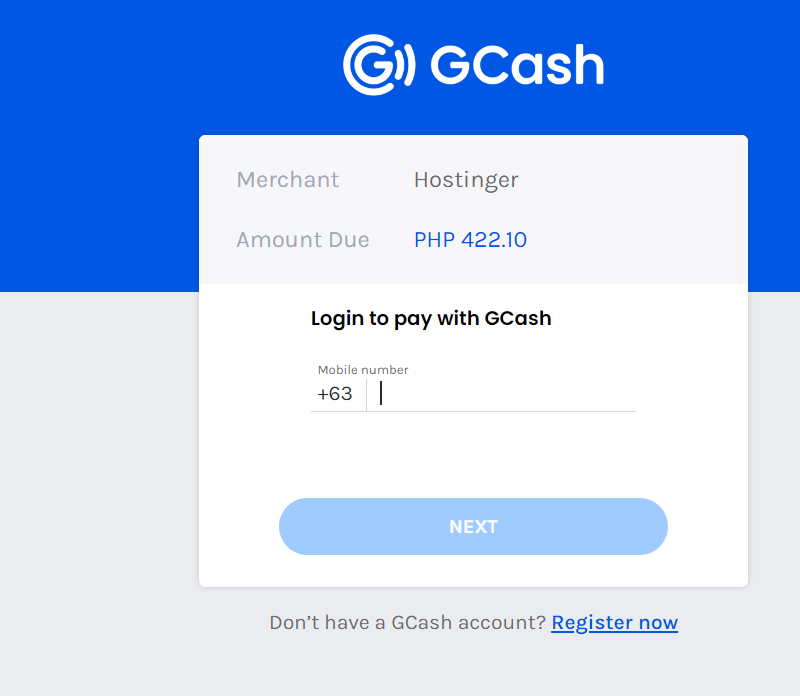 GCash
Merchant Hostinger
Amount Due PHP 422.10
Login to pay with GCash
Mobile number
+63
NEXT
Don’t have a GCash account? Register now